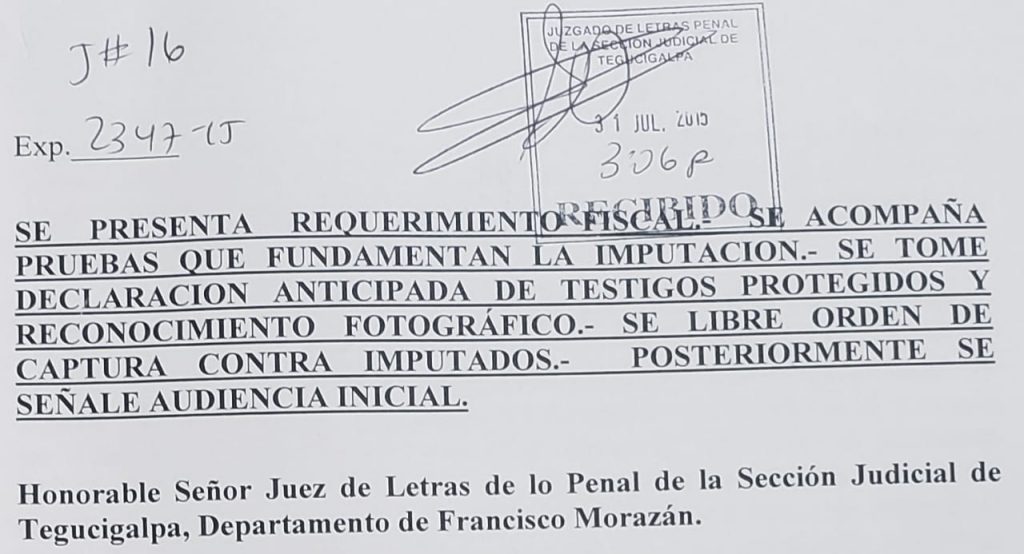 J# 16
JUZGADO DE LETRAS PENAL
DE LA SECCION JUDICIAL DE
TEGUCIGALPA
31 JUL. 2015
3:06 p
RECIBIDO
Exp. 2347-15
SE PRESENTA REQUERIMIENTO FISCAL.- SE ACOMPAÑA
PRUEBAS QUE FUNDAMENTAN LA IMPUTACION.- SE TOME
DECLARACION ANTICIPADA DE TESTIGOS PROTEGIDOS Y
RECONOCIMIENTO FOTOGRÁFICO.- SE LIBRE ORDEN DE
CAPTURA CONTRA IMPUTADOS.- POSTERIORMENTE SE
SEÑALE AUDIENCIA INICIAL.
Honorable Señor Juez de Letras de lo Penal de la Sección Judicial de
Tegucigalpa, Departamento de Francisco Morazán.